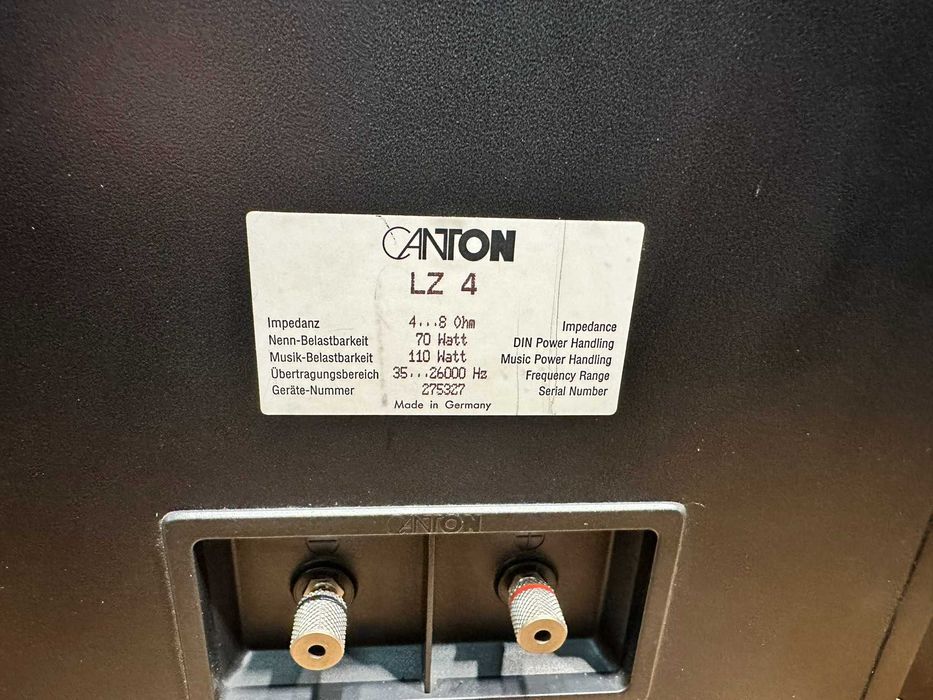 CANTON
LZ 4
Impedanz 4...8 Ohm Impedance
Nenn-Belastbarkeit 70 Watt DIN Power Handling
Musik-Belastbarkeit 110 Watt Music Power Handling
Übertragungsbereich 35...26000 Hz Frequency Range
Geräte-Nummer 275327 Serial Number
Made in Germany
CANTON
− +